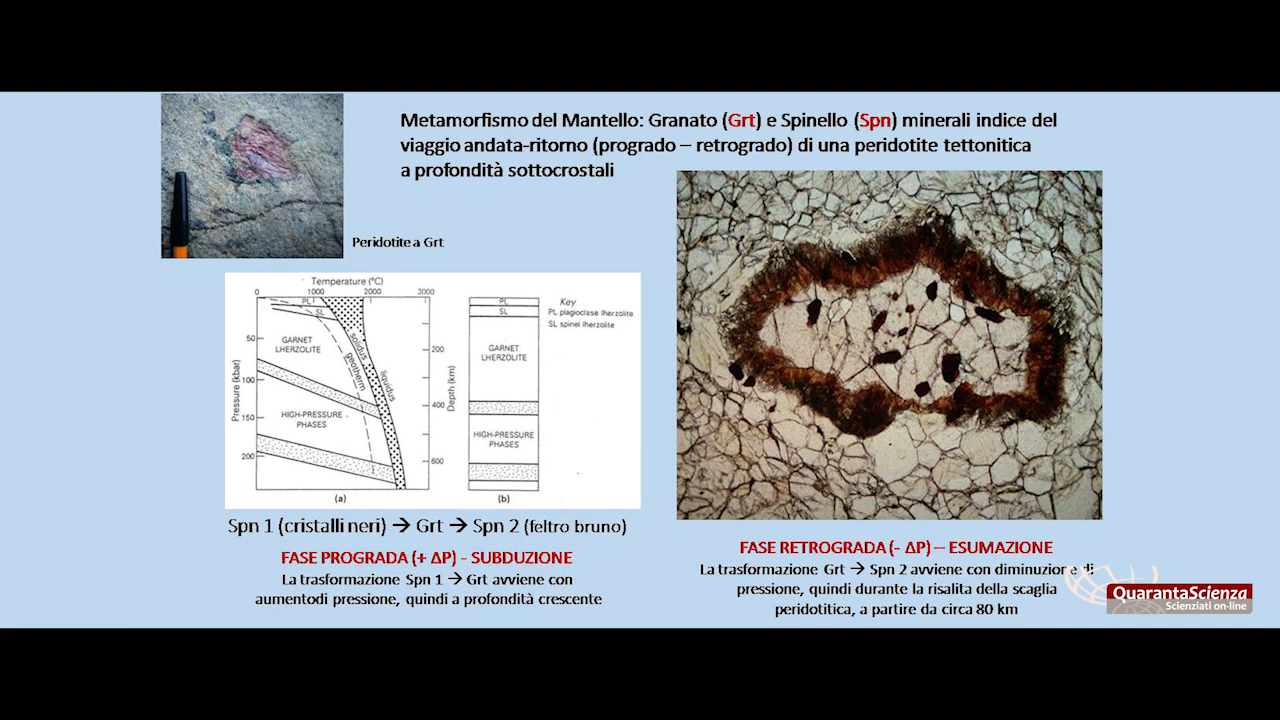 Metamorfismo del Mantello: Granato (Grt) e Spinello (Spn) minerali indice del
viaggio andata-ritorno (progrado – retrogrado) di una peridotite tettonitica
a profondità sottocrostali
Peridotite a Grt
Temperature (°C)
0 1000 2000 3000
PL
SL
GARNET
LHERZOLITE
HIGH-PRESSURE
PHASES
solidus
geotherm
liquidus
Pressure (kbar)
50
100
150
200
Depth (km)
200
400
600
(a)
PL
SL
GARNET
LHERZOLITE
HIGH-PRESSURE
PHASES
(b)
Key
PL plagioclase lherzolite
SL spinel lherzolite
Spn 1 (cristalli neri) → Grt → Spn 2 (feltro bruno)
FASE PROGRADA (+ ΔP) - SUBDUZIONE
La trasformazione Spn 1 → Grt avviene con
aumentodi pressione, quindi a profondità crescente
FASE RETROGRADA (- ΔP) – ESUMAZIONE
La trasformazione Grt → Spn 2 avviene con diminuzione di
pressione, quindi durante la risalita della scaglia
peridotitica, a partire da circa 80 km
QuarantaScienza
Scienziati on-line